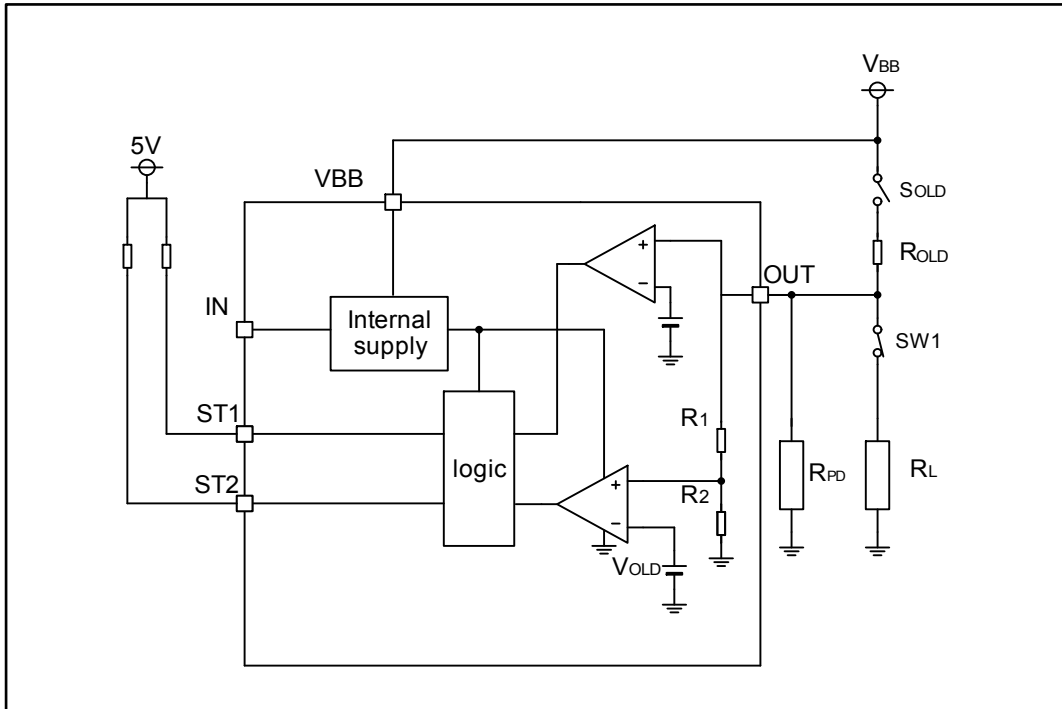 VBB
5V
VBB
SOLD
ROLD
OUT
IN
Internal
supply
+
−
SW1
ST1
R1
logic
RPD
RL
ST2
R2
+
−
VOLD